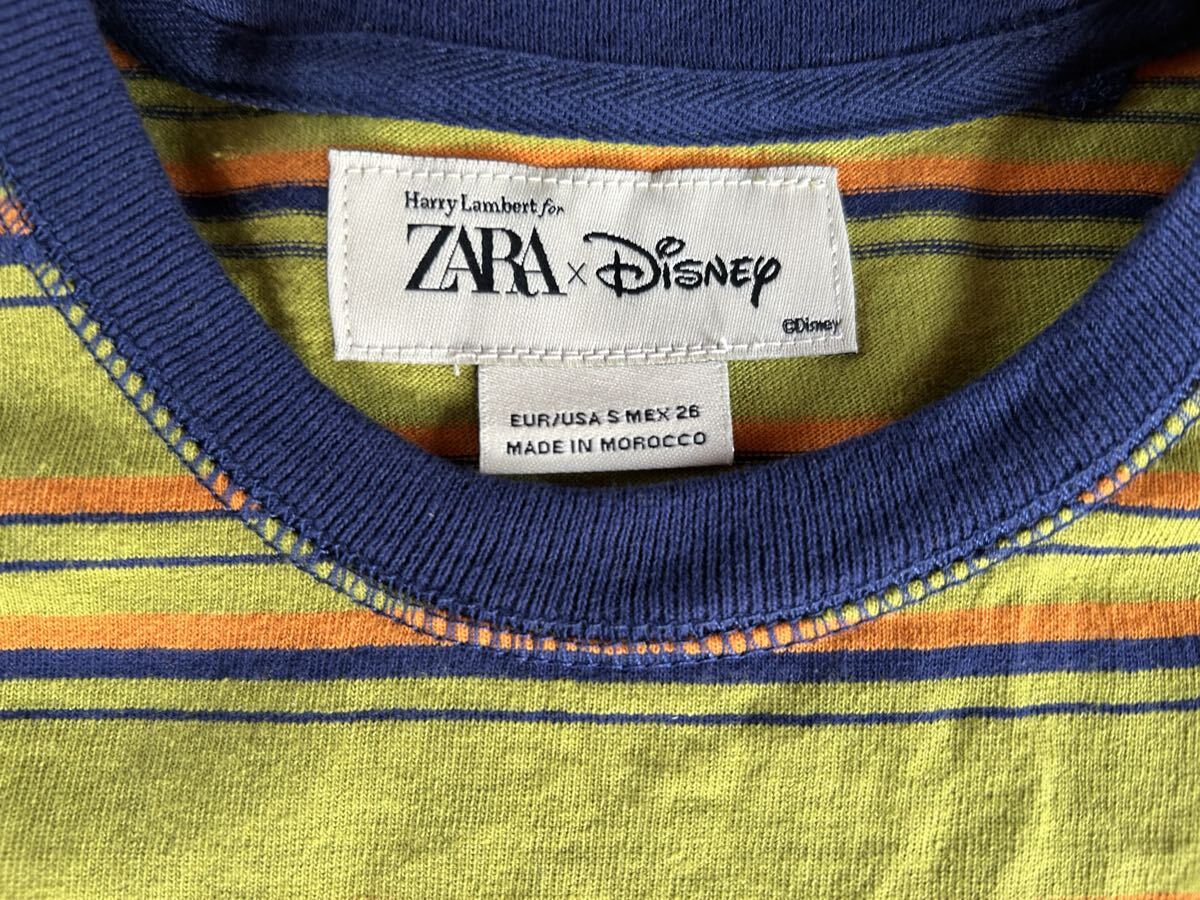 Harry Lambert for
ZARA × Disney
©Disney
EUR/USA S MEX 26
MADE IN MOROCCO